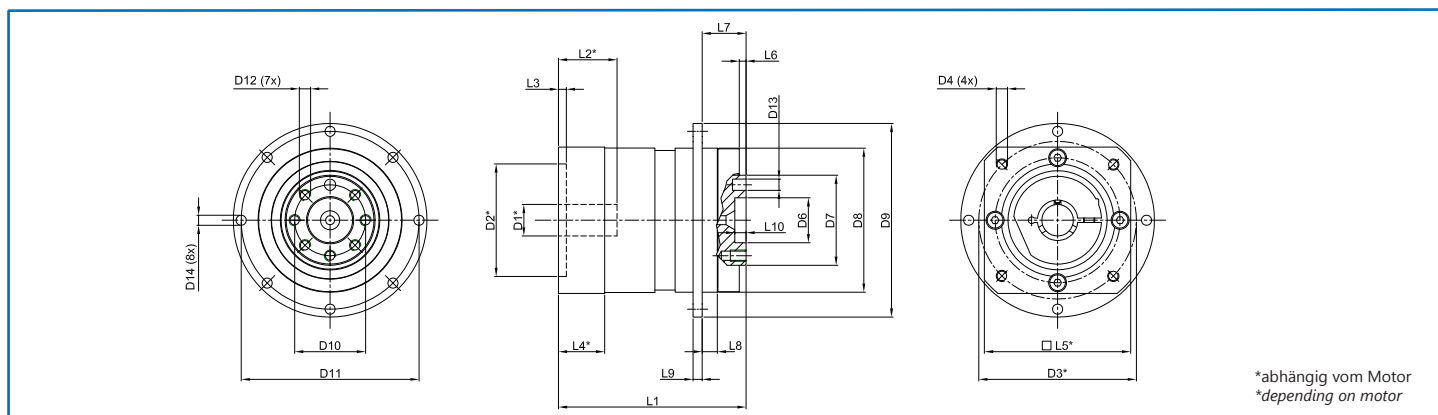 L7
L2*
L6
D12 (7x)
L3
D13
D4 (4x)
D14 (8x)
D2*
D1*
L10
D6
D7
D8
D9
D10
D11
L4*
L8
L9
L1
□ L5*
D3*
*abhängig vom Motor
*depending on motor